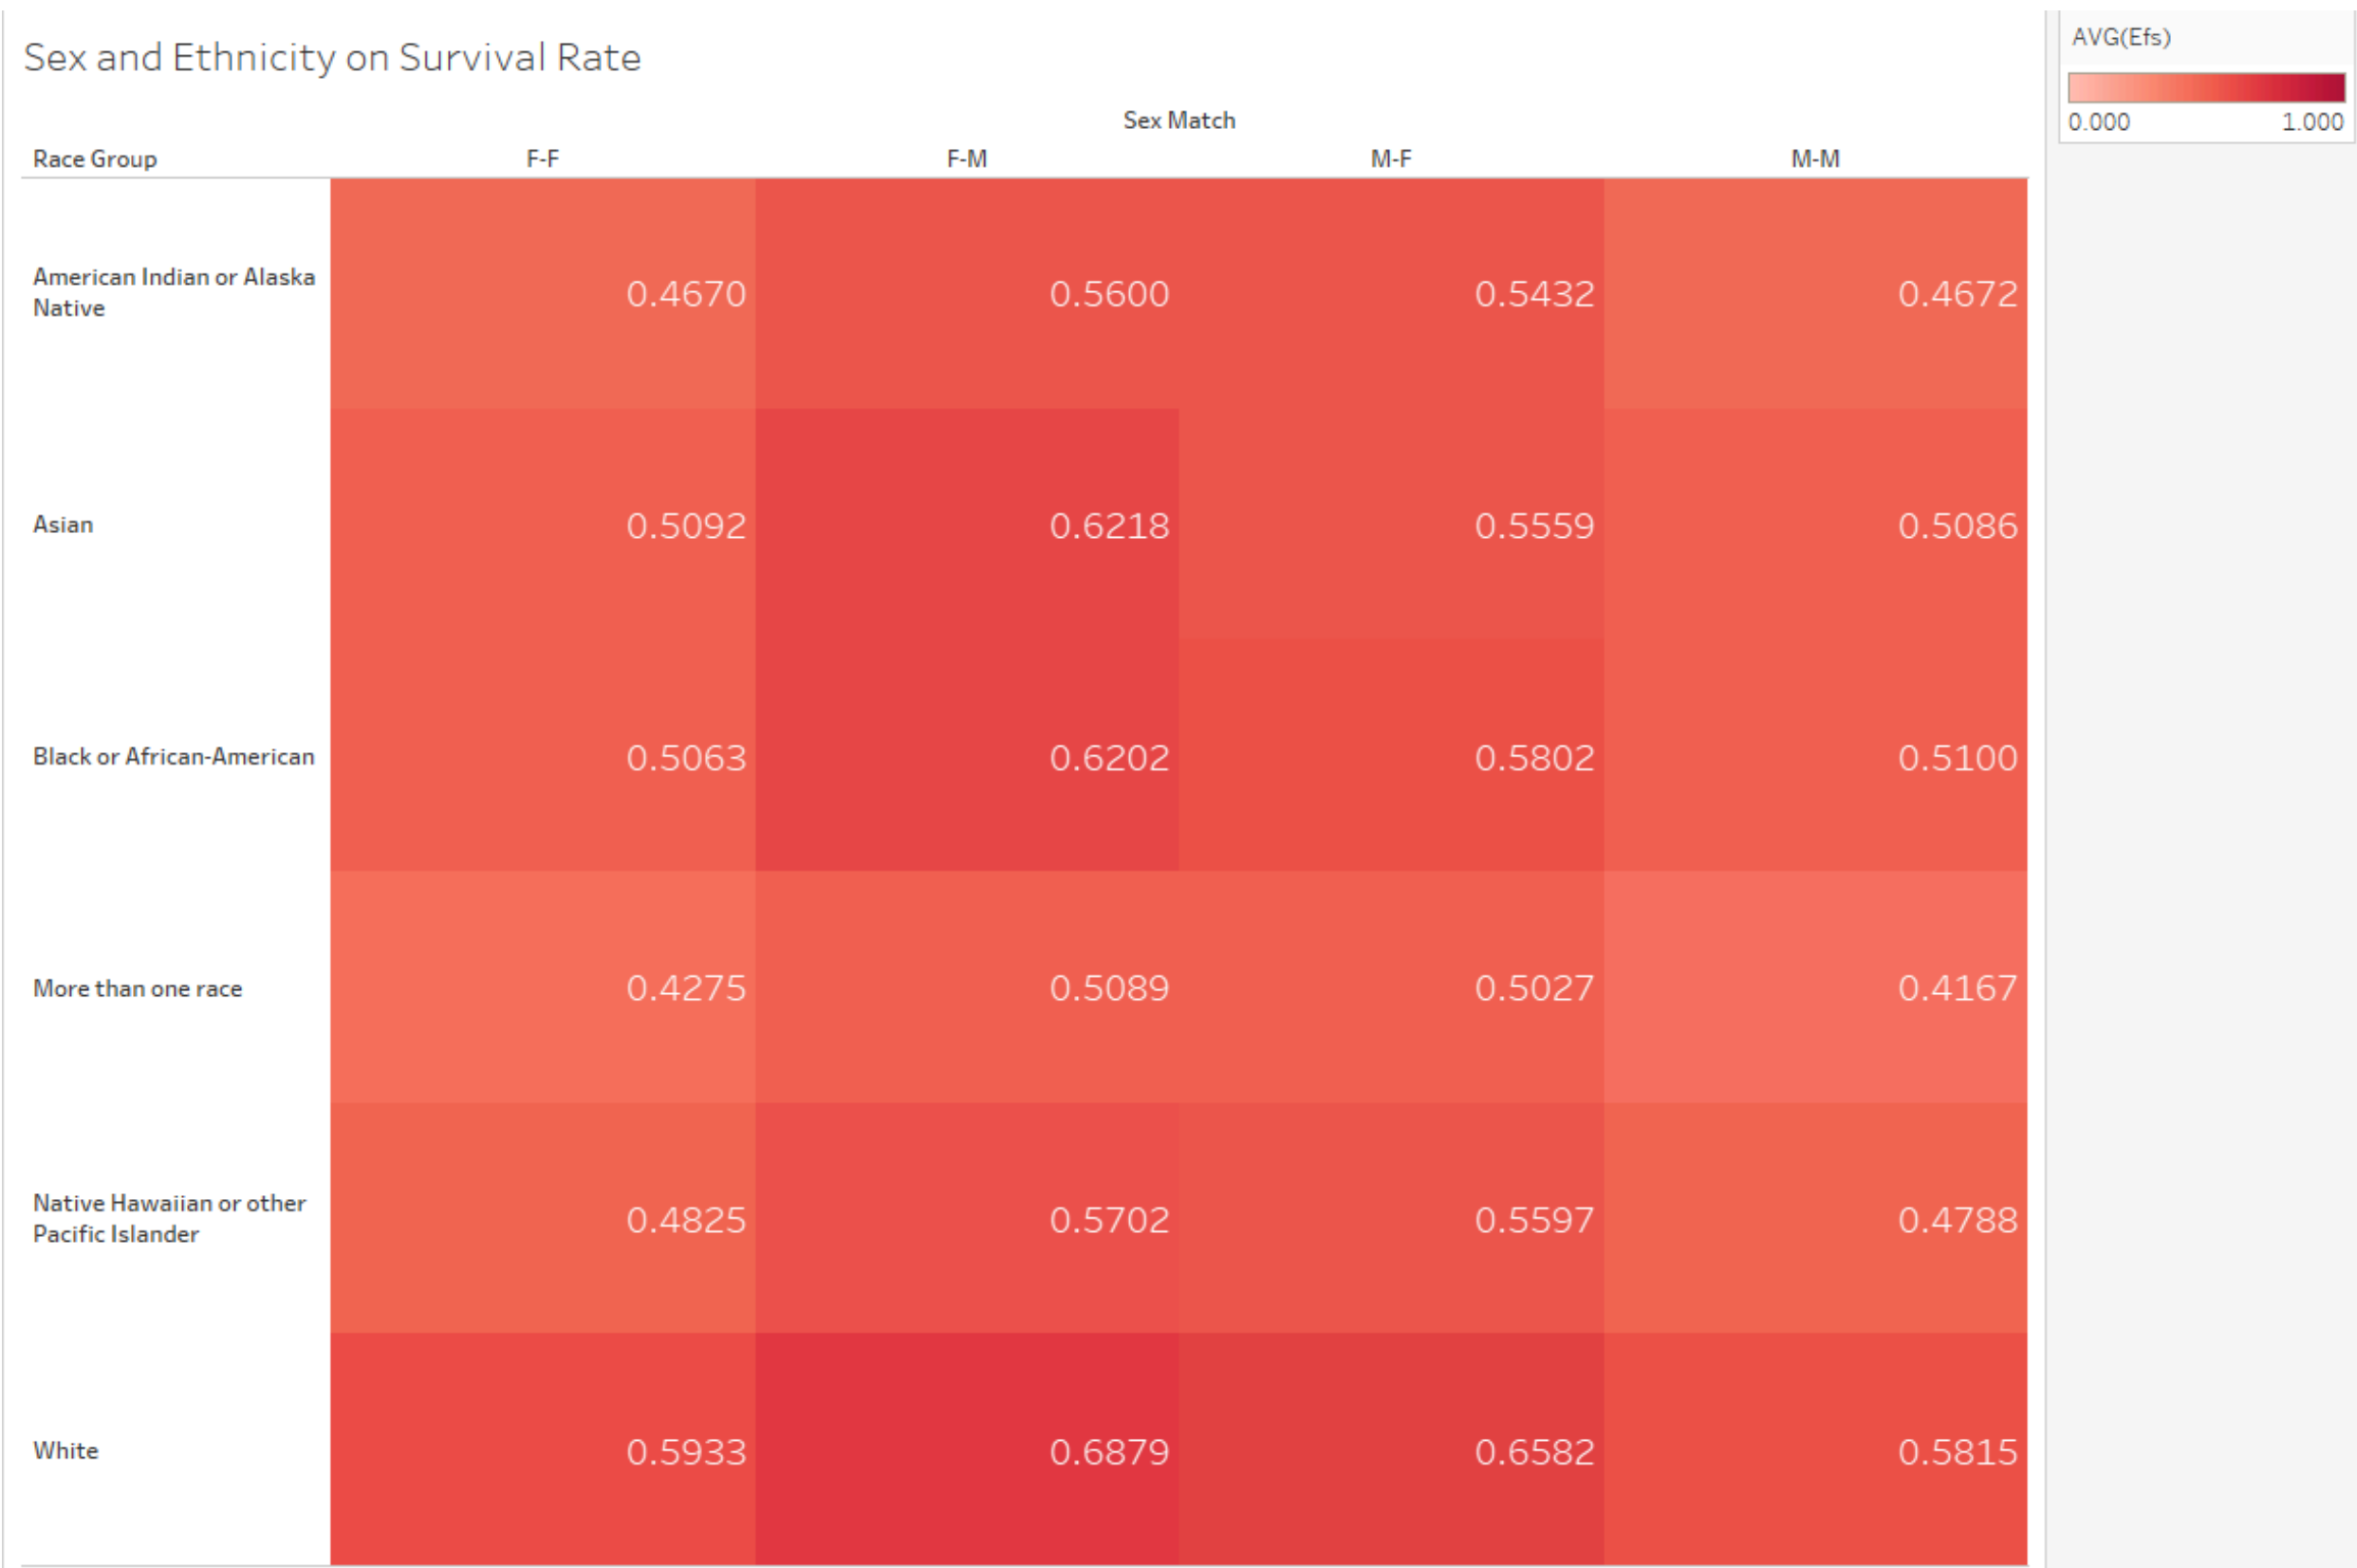 Sex and Ethnicity on Survival Rate
AVG(Efs)
0.000 1.000
Sex Match
Race Group F-F F-M M-F M-M
American Indian or Alaska
Native
0.4670 0.5600 0.5432 0.4672
Asian 0.5092 0.6218 0.5559 0.5086
Black or African-American 0.5063 0.6202 0.5802 0.5100
More than one race 0.4275 0.5089 0.5027 0.4167
Native Hawaiian or other
Pacific Islander
0.4825 0.5702 0.5597 0.4788
White 0.5933 0.6879 0.6582 0.5815